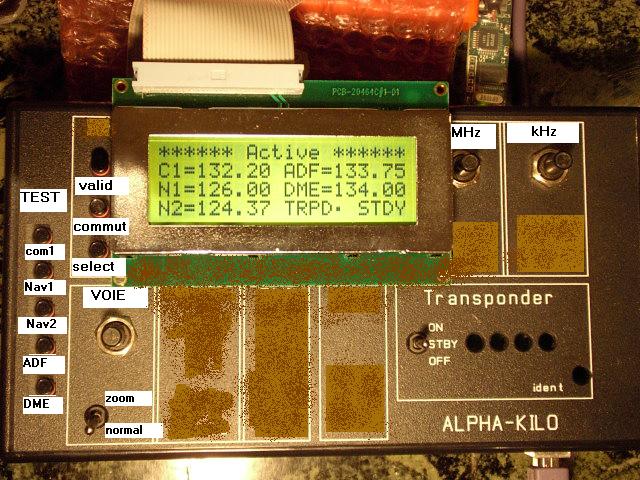 PCB-20464C/1-01
****** Active ******
C1=132.20 ADF=133.75
N1=126.00 DME=134.00
N2=124.37 TRPD· STDY
MHz
kHz
valid
TEST
commut
com1
select
Nav1
VOIE
Nav2
ADF
DME
zoom
normal
Transponder
ON
STBY
OFF
ident
ALPHA-KILO